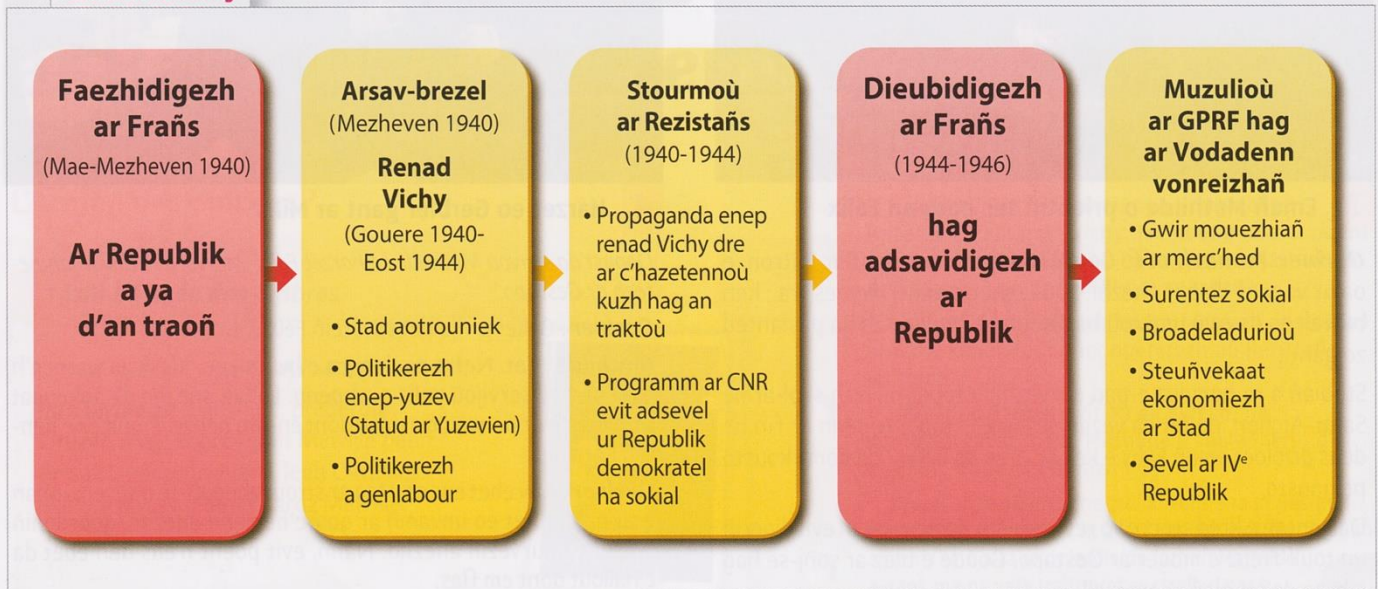 Faezhidigezh
ar Frañs
(Mae-Mezheven 1940)
Ar Republik
a ya
d'an traoñ
Arsav-brezel
(Mezheven 1940)
Renad
Vichy
(Gouere 1940-
Eost 1944)
• Stad aotrouniek
• Politikerezh
enep-yuzev
(Statud ar Yuzevien)
• Politikerezh
a genlabour
Stourmoù
ar Rezistañs
(1940-1944)
• Propaganda enep
renad Vichy dre
ar c'hazetennoù
kuzh hag an
traktoù
• Programm ar CNR
evit adsevel
ur Republik
demokratel
ha sokial
Dieubidigezh
ar Frañs
(1944-1946)
hag
adsavidigezh
ar
Republik
Muzulioù
ar GPRF hag
ar Vodadenn
vonreizhañ
• Gwir mouezhiañ
ar merc'hed
• Surentez sokial
• Broadeladurioù
• Steuñvekaat
ekonomiezh
ar Stad
• Sevel ar IVe
Republik